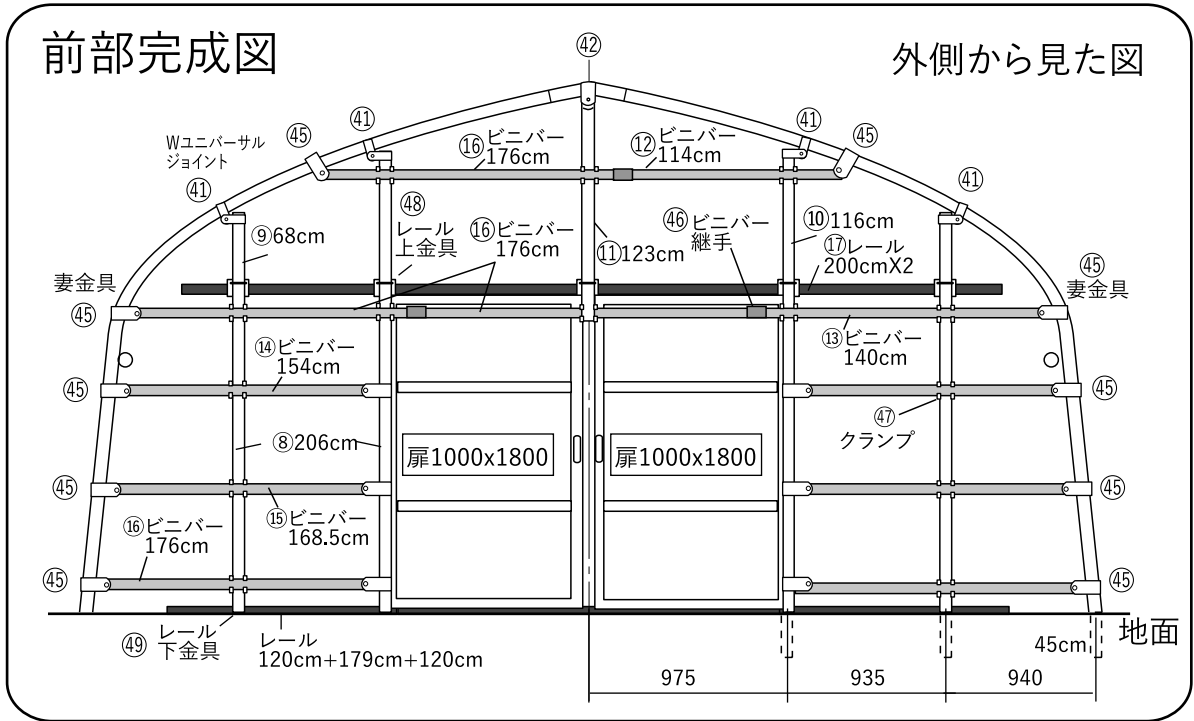 前部完成図
外側から見た図
㊷
㊶
㊶
㊺
㊺
Wユニバーサル
ジョイント
⑯ビニバー
176cm
⑫ビニバー
114cm
㊶
㊶
⑨68cm
㊽
レール
上金具
⑯ビニバー
176cm
⑪123cm
㊻ビニバー
継手
⑩116cm
⑰レール
200cmX2
妻金具
㊺
㊺
妻金具
⑭ビニバー
154cm
⑬ビニバー
140cm
㊺
㊺
㊼
クランプ
⑧206cm
扉1000x1800
扉1000x1800
㊺
㊺
⑮ビニバー
168.5cm
⑯ビニバー
176cm
㊺
㊺
㊾レール
下金具
レール
120cm+179cm+120cm
地面
45cm
975
935
940